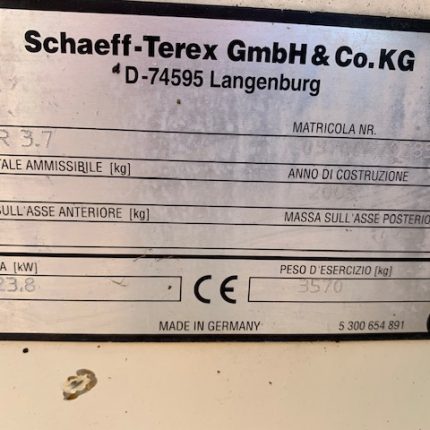 Schaeff-Terex GmbH & Co.KG
D-74595 Langenburg
MATRICOLA NR.
R 3.7
TALE AMMISSIBILE [kg]
ANNO DI COSTRUZIONE
SULL'ASSE ANTERIORE [kg]
MASSA SULL'ASSE POSTERIO
A [kW]
PESO D'ESERCIZIO [kg]
23.8
CE
3570
MADE IN GERMANY
5 300 654 891